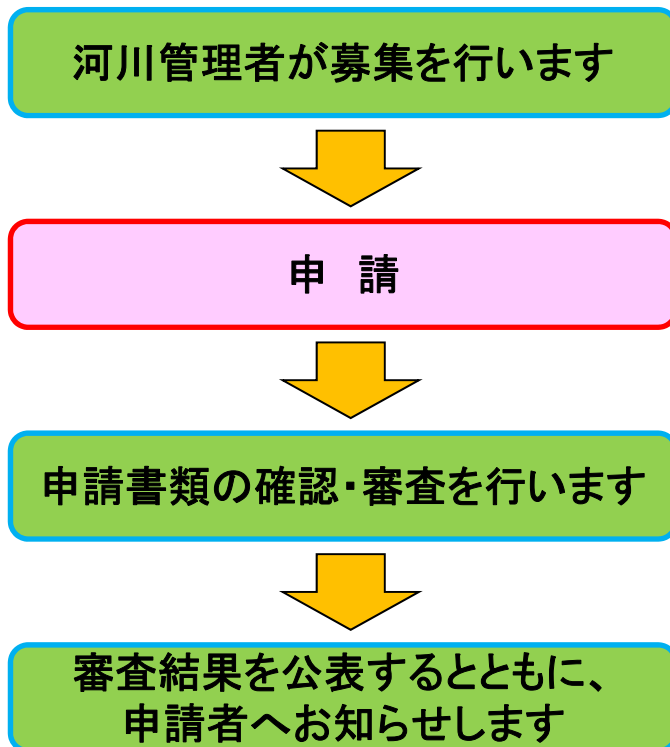 河川管理者が募集を行います
申　請
申請書類の確認・審査を行います
審査結果を公表するとともに、
申請者へお知らせします